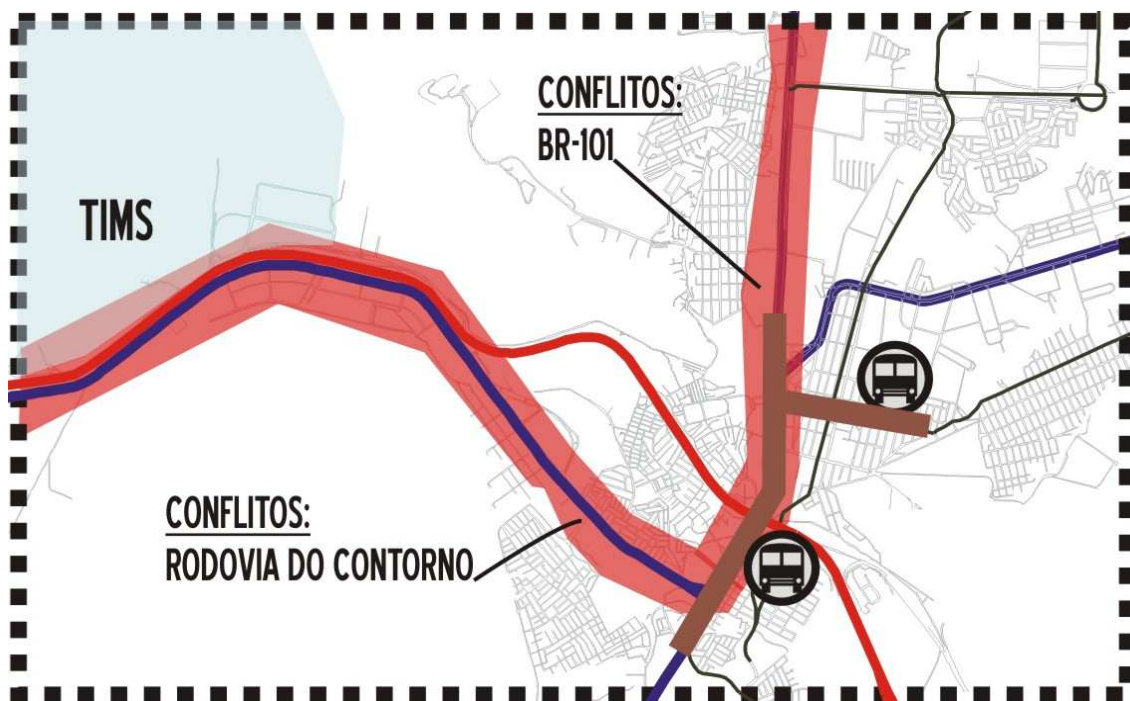 CONFLITOS:
BR-101
TIMS
CONFLITOS:
RODOVIA DO CONTORNO